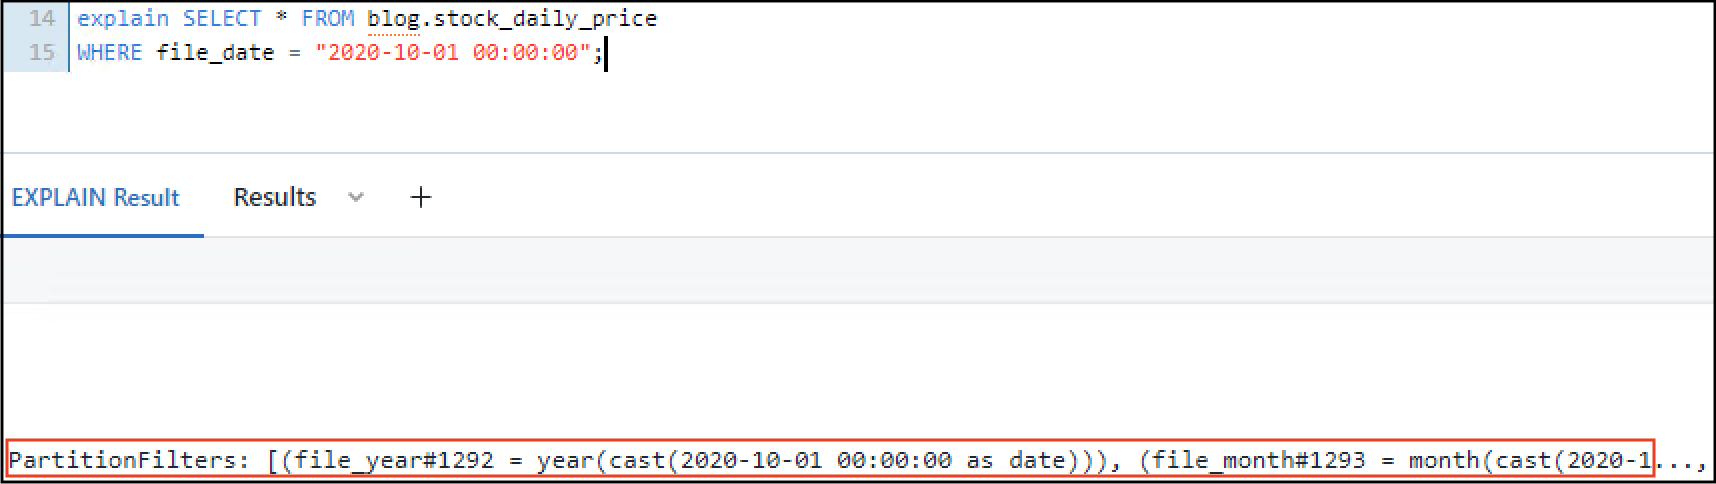 14 explain SELECT * FROM blog.stock_daily_price
15 WHERE file_date = "2020-10-01 00:00:00";
EXPLAIN Result Results +
PartitionFilters: [(file_year#1292 = year(cast(2020-10-01 00:00:00 as date))), (file_month#1293 = month(cast(2020-1...,